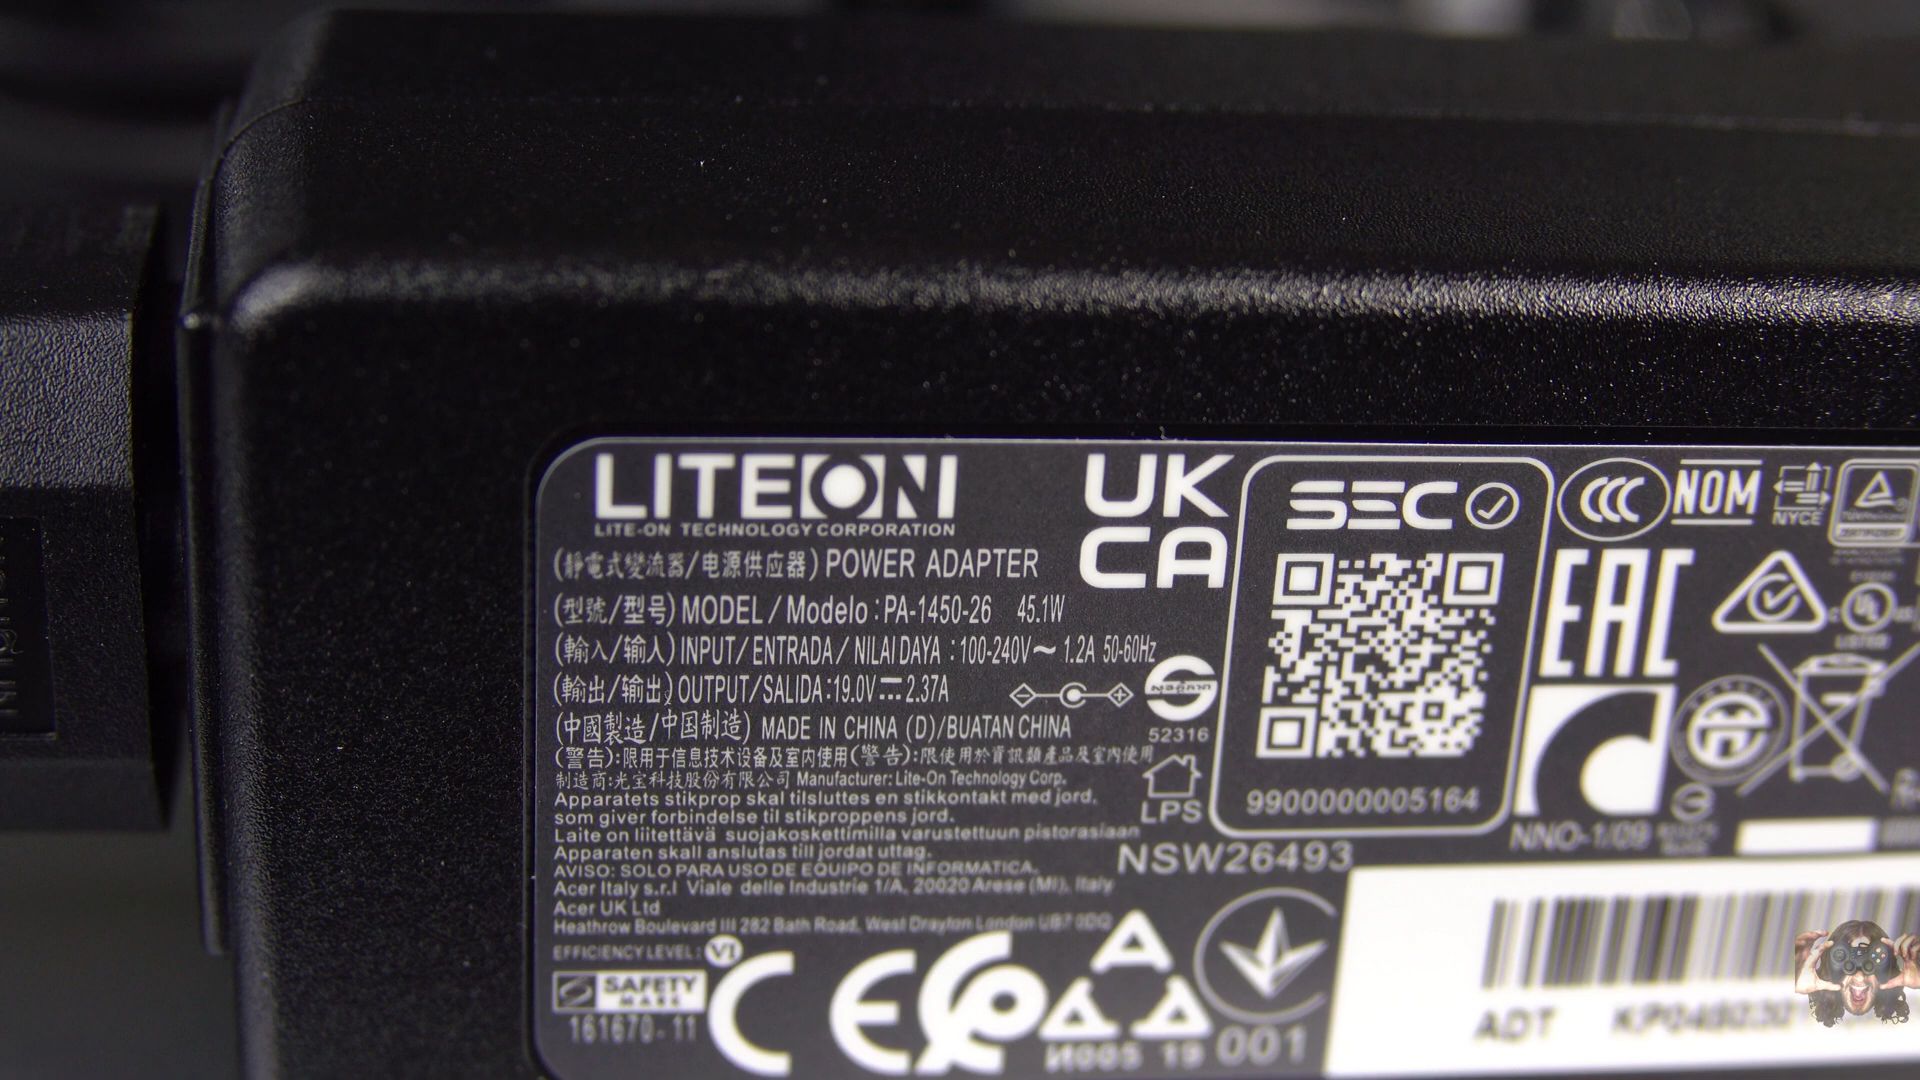 LITEON
LITE-ON TECHNOLOGY CORPORATION
(靜電式變流器/电源供应器) POWER ADAPTER
(型號/型号) MODEL / Modelo : PA-1450-26 45.1W
(輸入/输入) INPUT/ ENTRADA / NILAI DAYA : 100-240V ~ 1.2A 50-60Hz
(輸出/输出) OUTPUT/SALIDA:19.0V ⎓ 2.37A
(中國製造/中国制造) MADE IN CHINA (D)/BUATAN CHINA
(警告):限用于信息技术设备及室内使用(警告):限使用於資訊類產品及室內使用
制造商:光宝科技股份有限公司 Manufacturer: Lite-On Technology Corp.
Apparatets stikprop skal tilsluttes en stikkontakt med jord,
som giver forbindelse til stikproppens jord.
Laite on liitettävä suojakoskettimilla varustettuun pistorasiaan
Apparaten skall anslutas till jordat uttag.
AVISO: SOLO PARA USO DE EQUIPO DE INFORMATICA.
Acer Italy s.r.l Viale delle Industrie 1/A, 20020 Arese (MI), Italy
Acer UK Ltd
Heathrow Boulevard III 282 Bath Road, West Drayton London UB7 0DQ
EFFICIENCY LEVEL: VI
SAFETY
161670-11
CE
UK
CA
52316
LPS
SEC
9900000005164
NSW26493
CCC
NOM
NYCE
EAC
UL
LISTED
NNO-1/09
И005 19
001
ADT